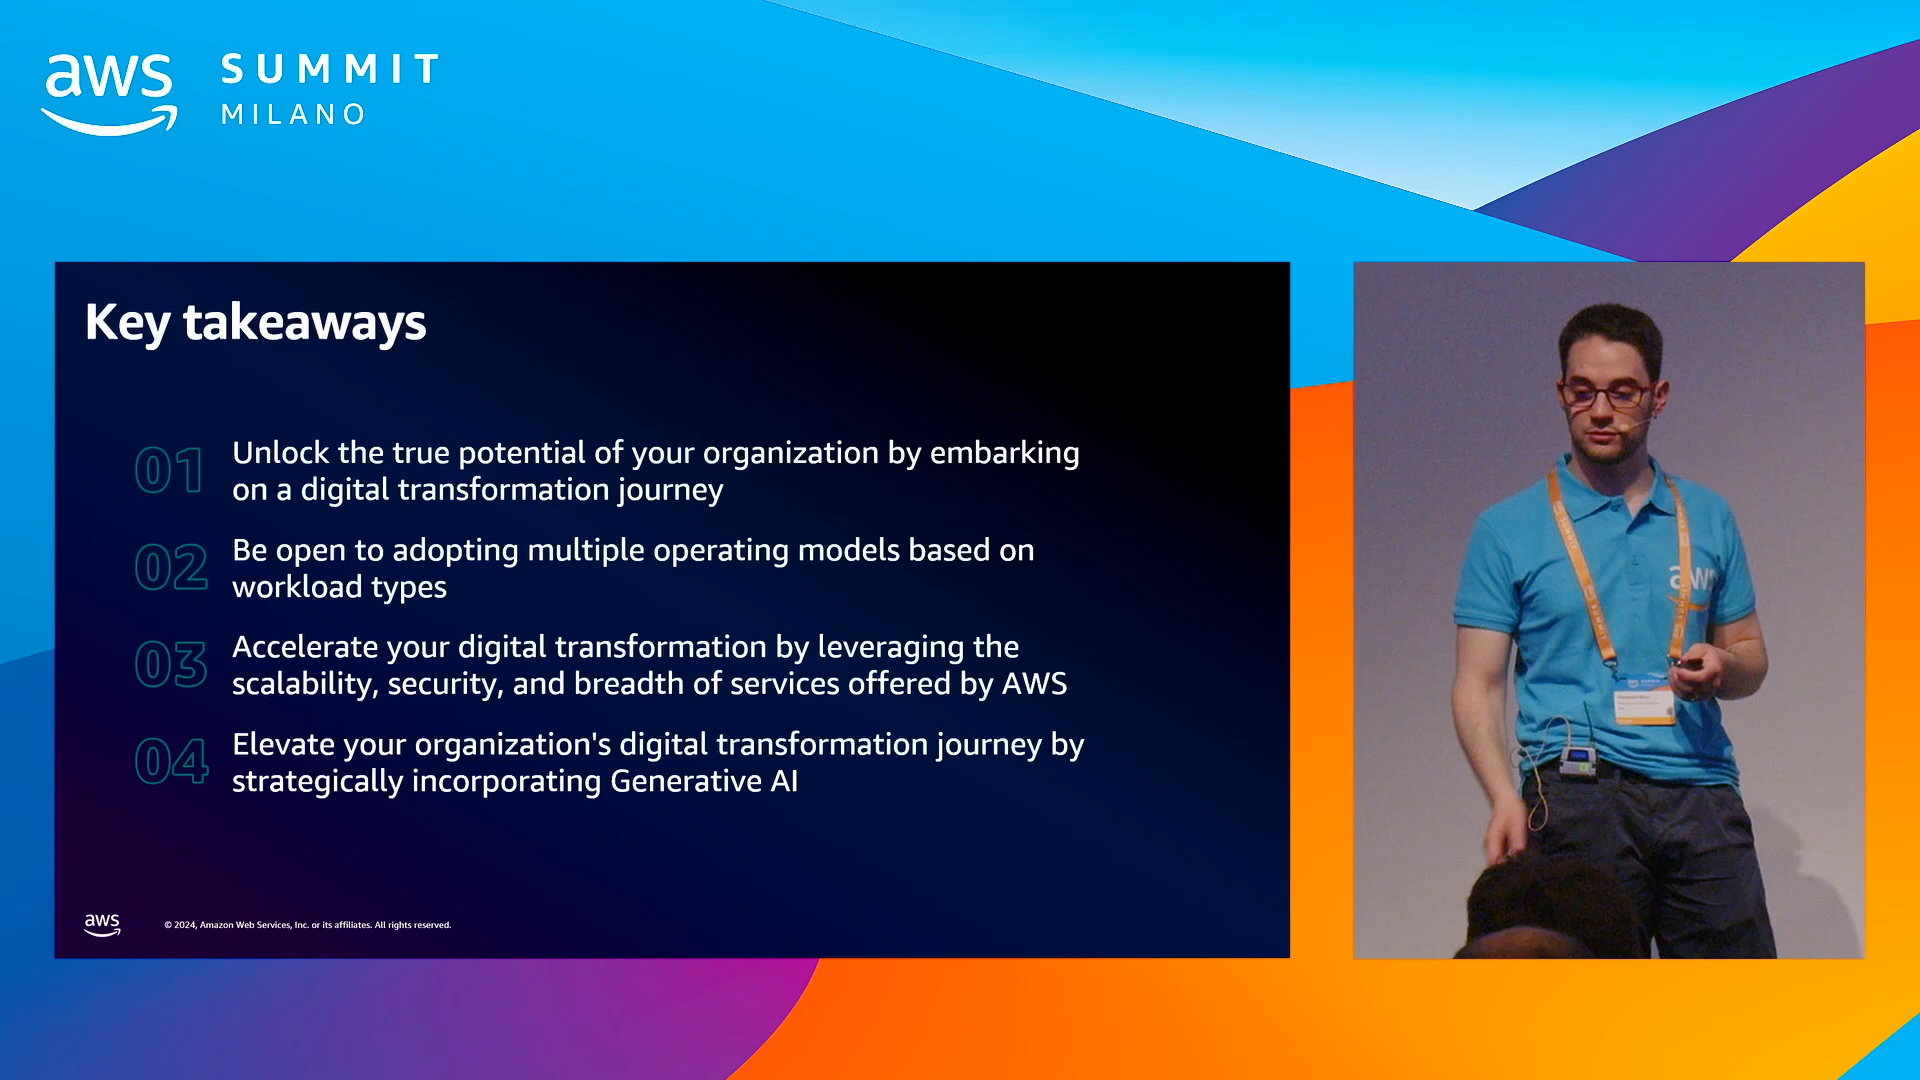 aws
SUMMIT
MILANO
Key takeaways
01
Unlock the true potential of your organization by embarking
on a digital transformation journey
02
Be open to adopting multiple operating models based on
workload types
03
Accelerate your digital transformation by leveraging the
scalability, security, and breadth of services offered by AWS
04
Elevate your organization's digital transformation journey by
strategically incorporating Generative AI
aws
© 2024, Amazon Web Services, Inc. or its affiliates. All rights reserved.
aws
SUMMIT